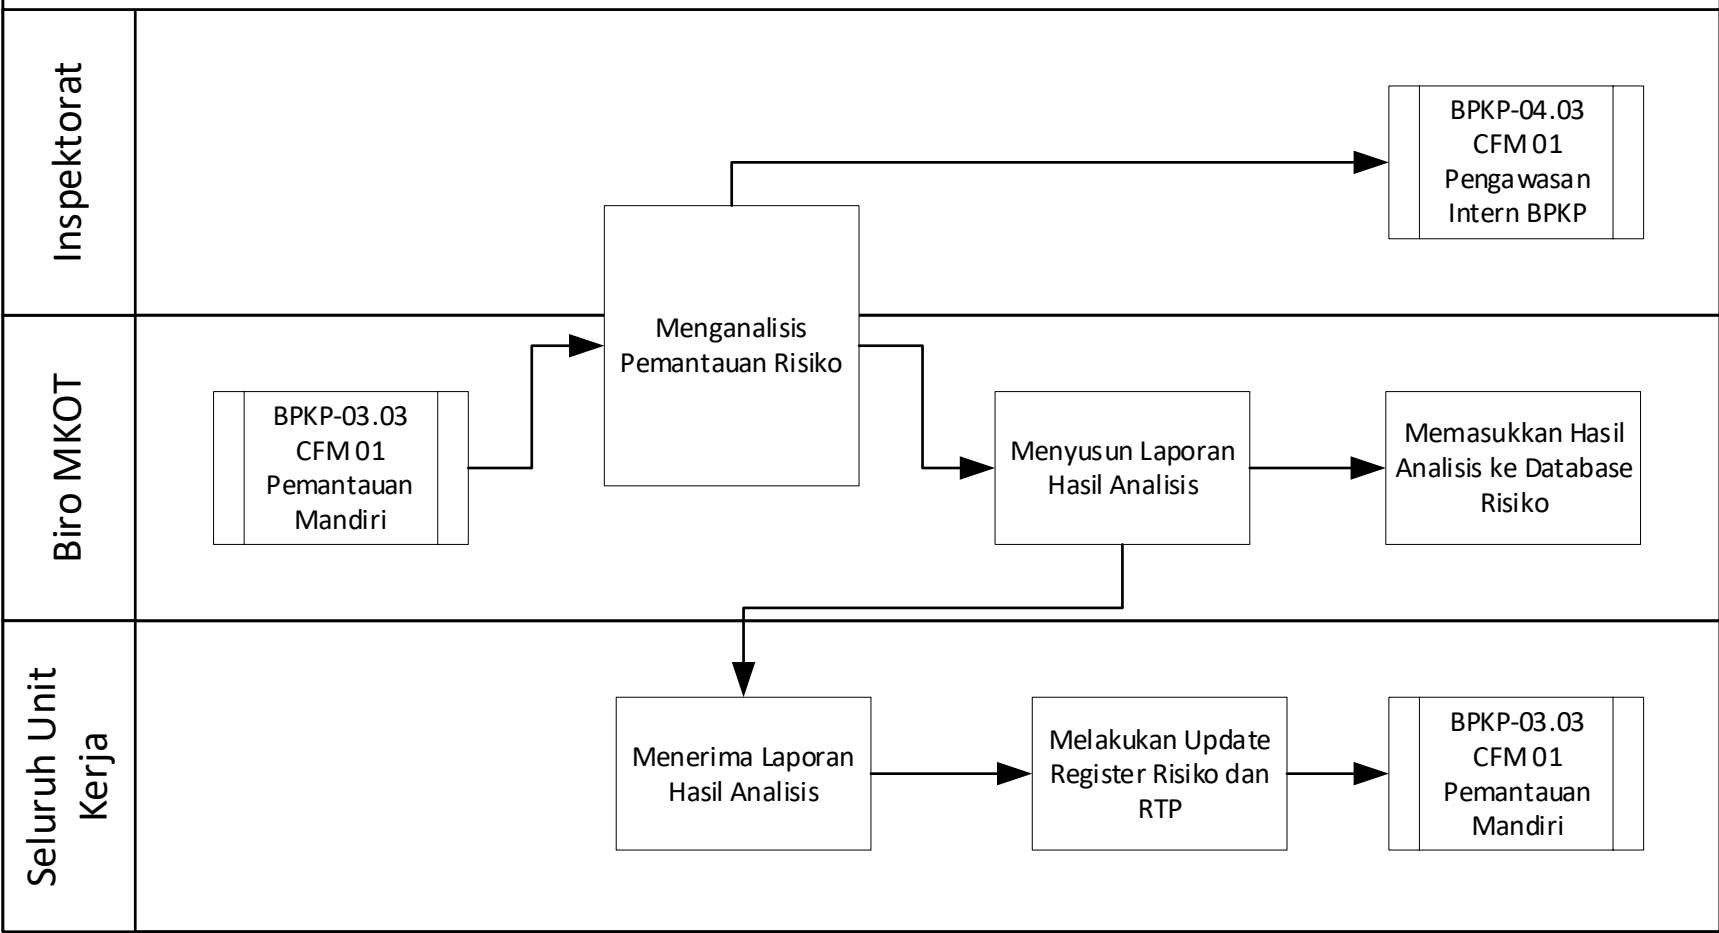 Inspektorat
BPKP-04.03
CFM 01
Pengawasan
Intern BPKP
Menganalisis
Pemantauan Risiko
Biro MKOT
BPKP-03.03
CFM 01
Pemantauan
Mandiri
Menyusun Laporan
Hasil Analisis
Memasukkan Hasil
Analisis ke Database
Risiko
Seluruh Unit
Kerja
Menerima Laporan
Hasil Analisis
Melakukan Update
Register Risiko dan
RTP
BPKP-03.03
CFM 01
Pemantauan
Mandiri